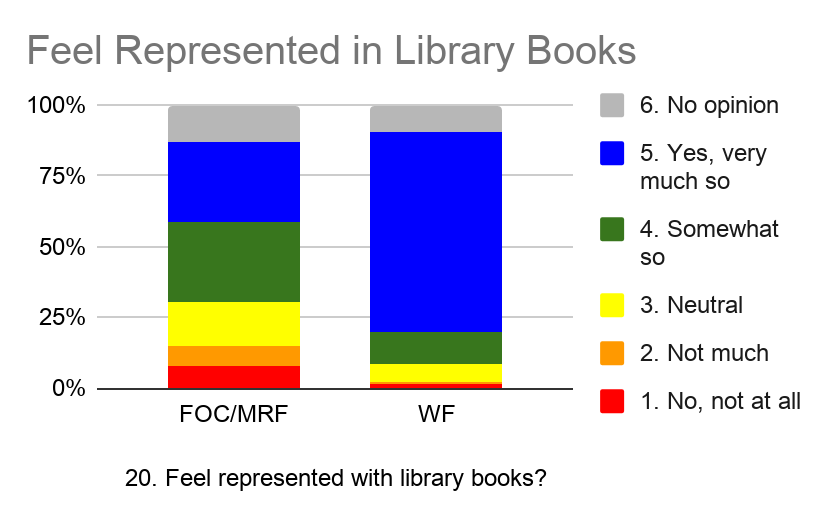 Feel Represented in Library Books
100%
75%
50%
25%
0%
FOC/MRF
WF
20. Feel represented with library books?
6. No opinion
5. Yes, very
much so
4. Somewhat
so
3. Neutral
2. Not much
1. No, not at all